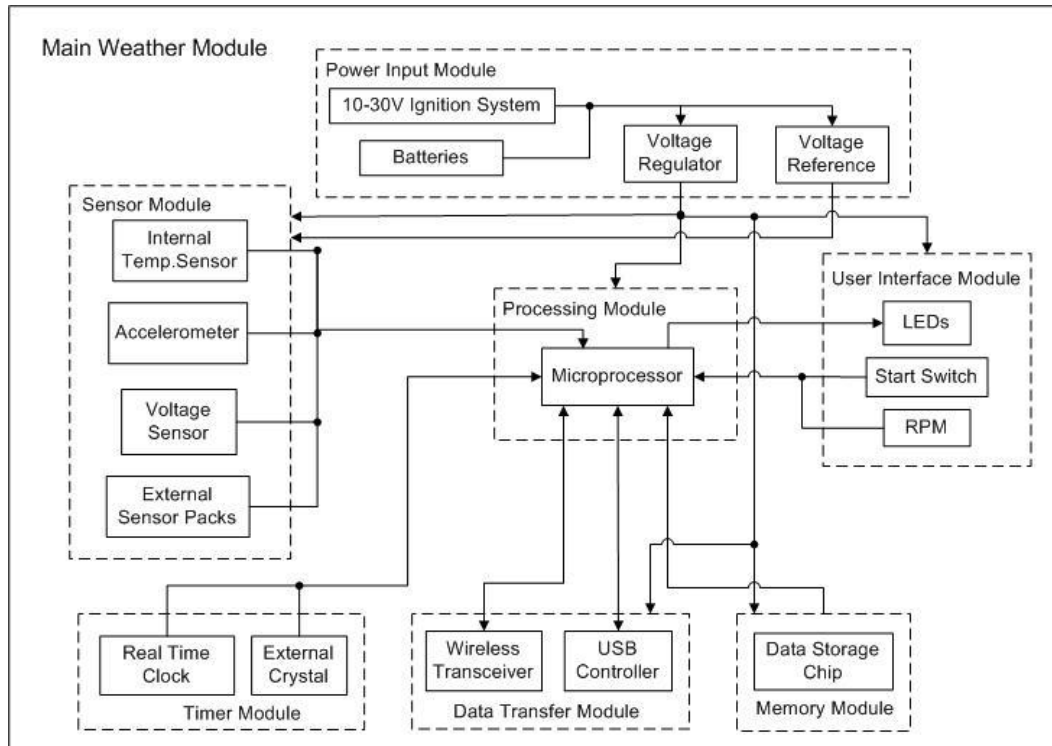 Main Weather Module
Power Input Module
10-30V Ignition System
Batteries
Voltage
Regulator
Voltage
Reference
Sensor Module
Internal
Temp.Sensor
Accelerometer
Voltage
Sensor
External
Sensor Packs
Processing Module
Microprocessor
User Interface Module
LEDs
Start Switch
RPM
Real Time
Clock
External
Crystal
Timer Module
Wireless
Transceiver
USB
Controller
Data Transfer Module
Data Storage
Chip
Memory Module